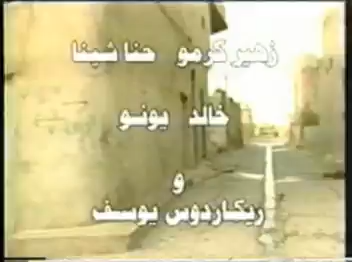 زهير كرمو حنا شينا
خالد يونو
و
ريكاردوس يوسف